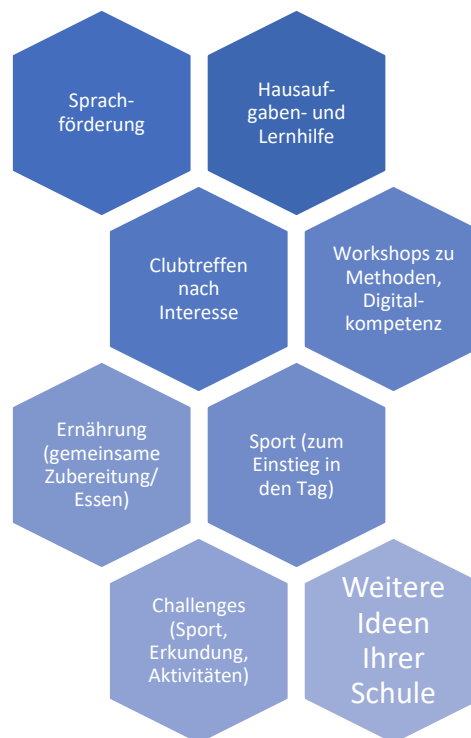 Sprach-
förderung
Hausauf-
gaben- und
Lernhilfe
Clubtreffen
nach
Interesse
Workshops zu
Methoden,
Digital-
kompetenz
Ernährung
(gemeinsame
Zubereitung/
Essen)
Sport (zum
Einstieg in
den Tag)
Challenges
(Sport,
Erkundung,
Aktivitäten)
Weitere
Ideen
Ihrer
Schule